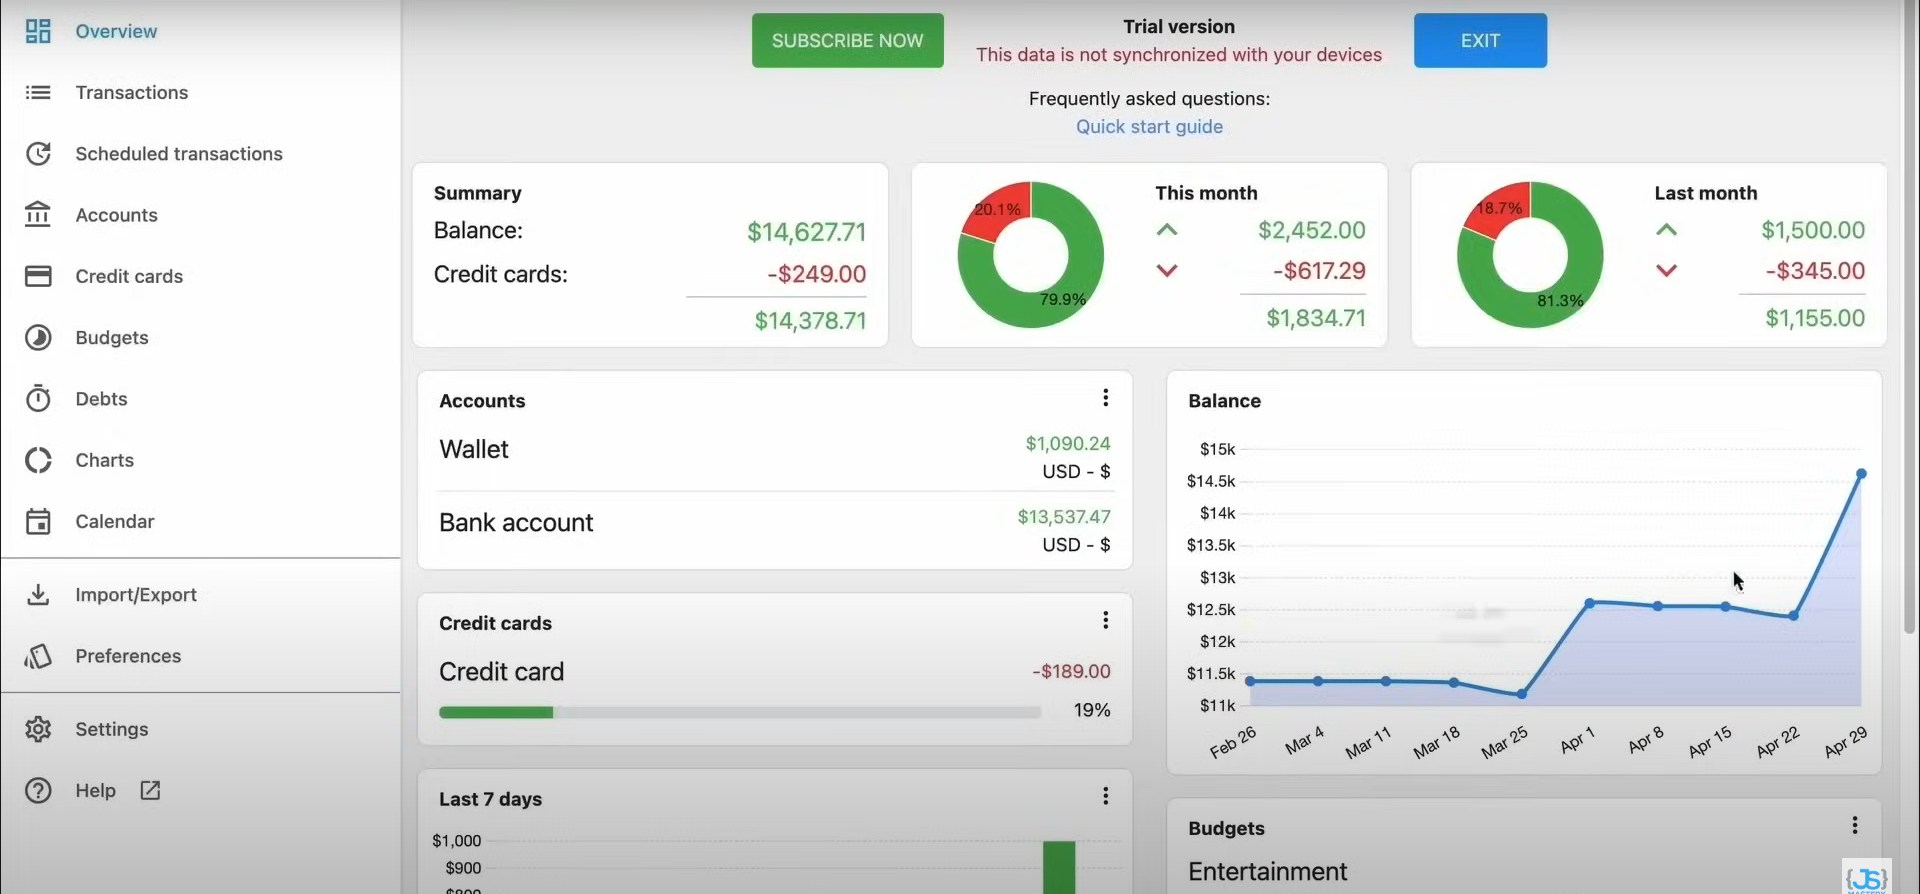 Overview
Transactions
Scheduled transactions
Accounts
Credit cards
Budgets
Debts
Charts
Calendar
Import/Export
Preferences
Settings
Help
SUBSCRIBE NOW
Trial version
This data is not synchronized with your devices
EXIT
Frequently asked questions:
Quick start guide
Summary
Balance: $14,627.71
Credit cards: -$249.00
$14,378.71
20.1%
79.9%
This month
$2,452.00
-$617.29
$1,834.71
18.7%
81.3%
Last month
$1,500.00
-$345.00
$1,155.00
Accounts
Wallet $1,090.24
USD - $
Bank account $13,537.47
USD - $
Credit cards
Credit card -$189.00
19%
Last 7 days
$1,000
$900
$800
Balance
$15k
$14.5k
$14k
$13.5k
$13k
$12.5k
$12k
$11.5k
$11k
Feb 26 Mar 4 Mar 11 Mar 18 Mar 25 Apr 1 Apr 8 Apr 15 Apr 22 Apr 29
Budgets
Entertainment
{JS}
MASTERY